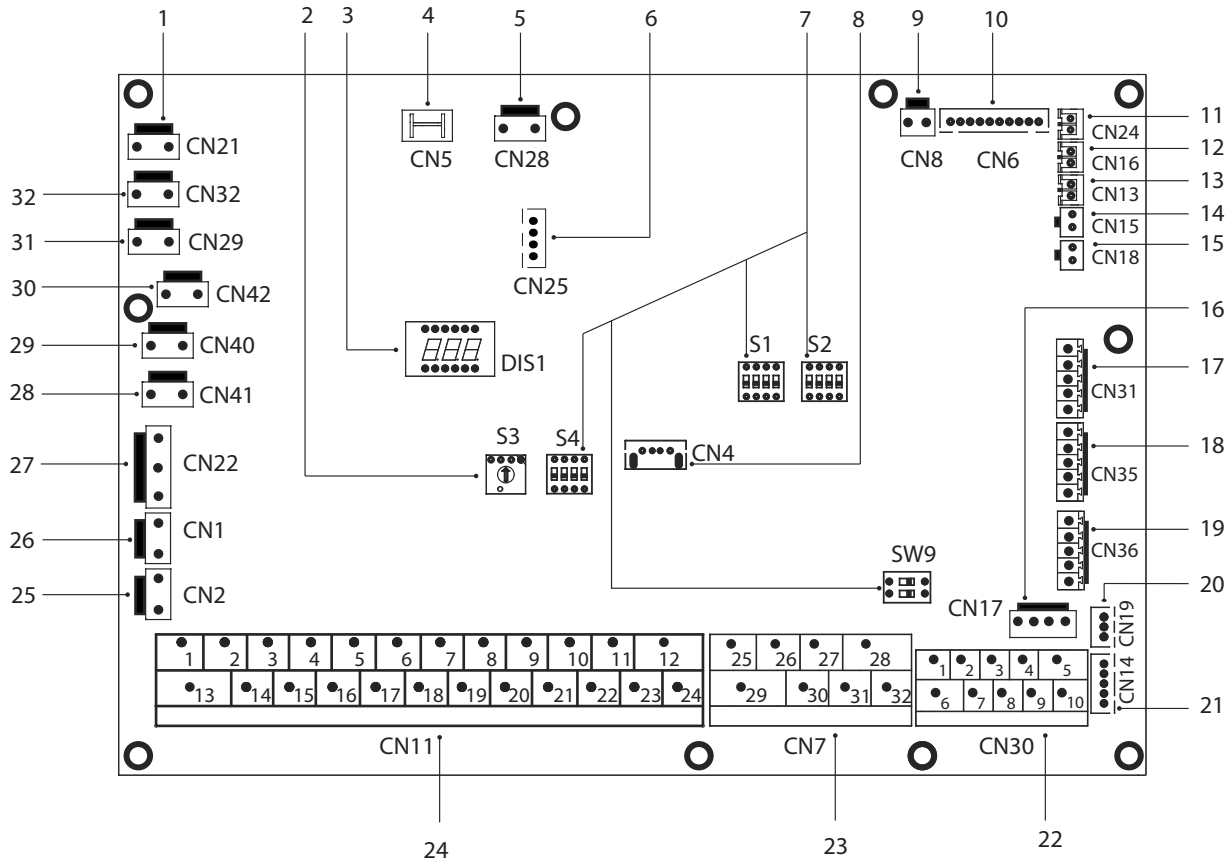 1 2 3 4 5 6 7 8 9 10
CN21
CN5
CN28
CN8
CN6
CN24
11
CN16
12
CN13
13
CN15
14
CN18
15
32
CN32
31
CN29
30
CN42
CN25
29
CN40
DIS1
S1
S2
16
28
CN41
CN31
17
27
CN22
S3
S4
CN4
CN35
18
26
CN1
CN36
19
25
CN2
SW9
CN17
CN19
20
1 2 3 4 5 6 7 8 9 10 11 12
13 14 15 16 17 18 19 20 21 22 23 24
25 26 27 28
29 30 31 32
1 2 3 4 5
6 7 8 9 10
CN14
21
CN11
CN7
CN30
24
23
22